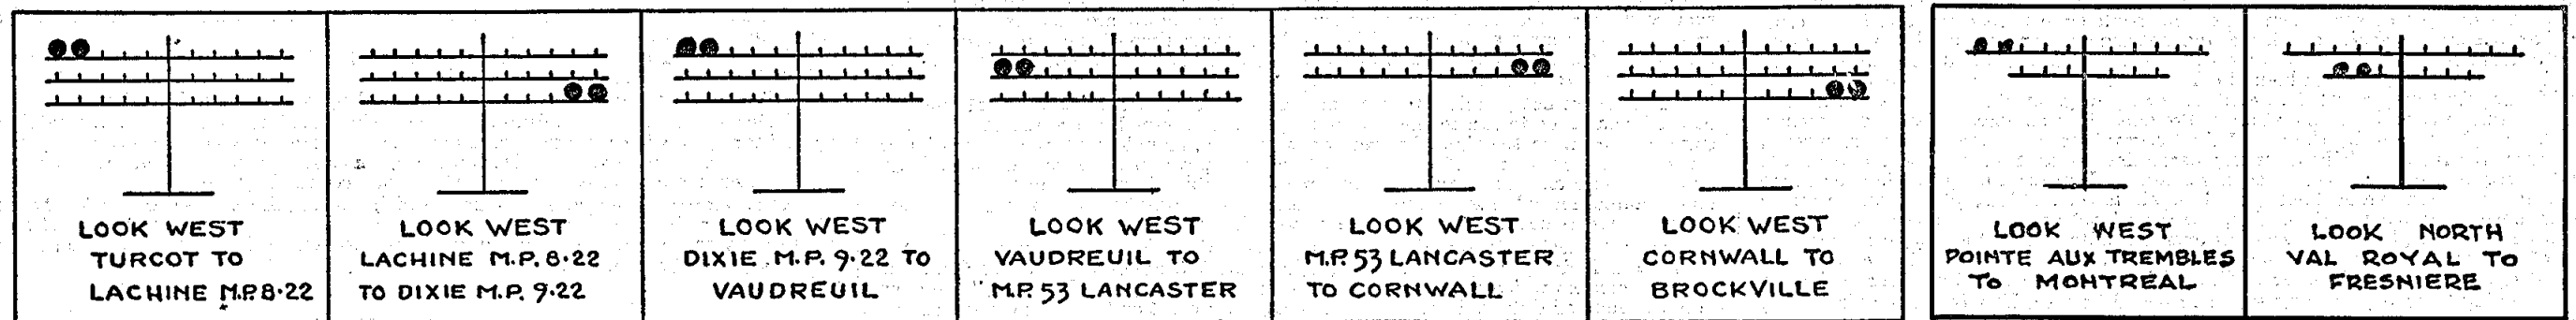 LOOK WEST
TURCOT TO
LACHINE M.P. 8·22
LOOK WEST
LACHINE M.P. 8·22
TO DIXIE M.P. 9·22
LOOK WEST
DIXIE M.P. 9·22 TO
VAUDREUIL
LOOK WEST
VAUDREUIL TO
M.P. 53 LANCASTER
LOOK WEST
M.P. 53 LANCASTER
TO CORNWALL
LOOK WEST
CORNWALL TO
BROCKVILLE
LOOK WEST
POINTE AUX TREMBLES
TO MONTREAL
LOOK NORTH
VAL ROYAL TO
FRESNIERE